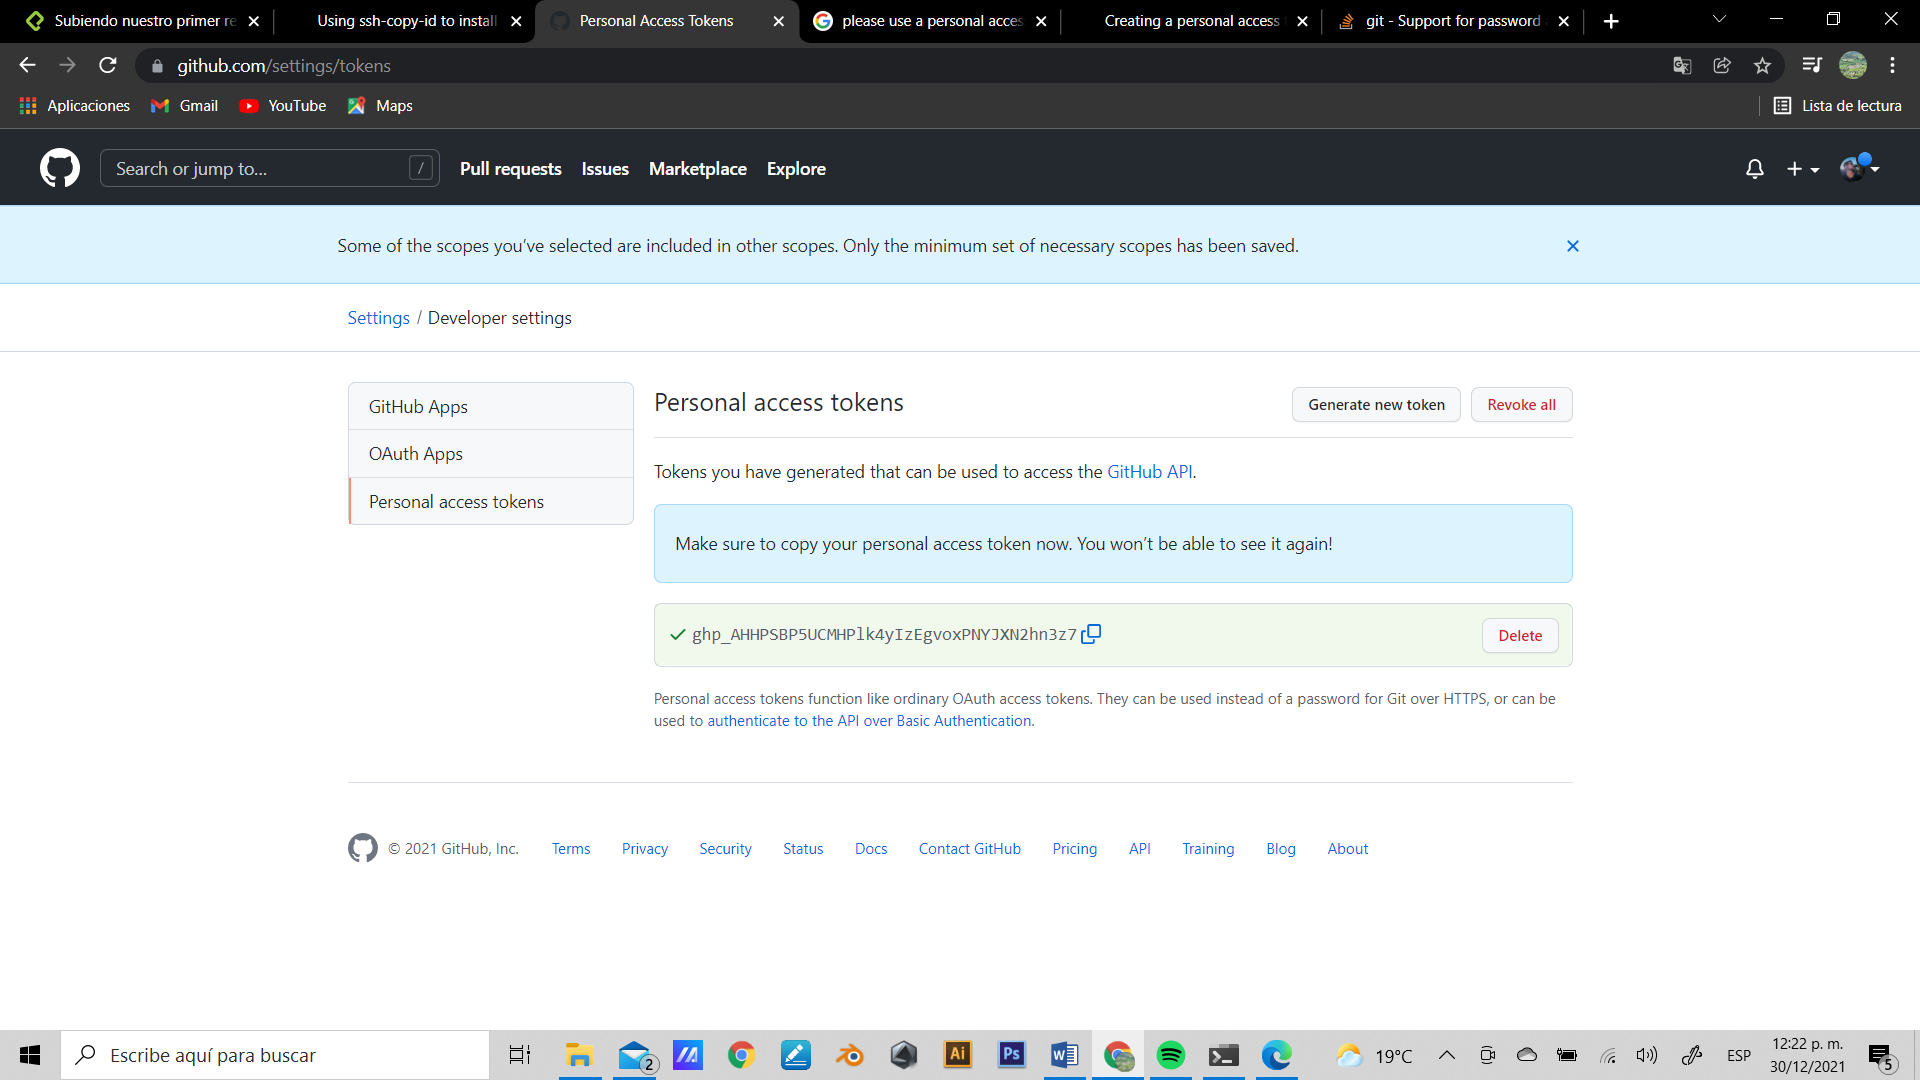 Subiendo nuestro primer re
Using ssh-copy-id to install
Personal Access Tokens
please use a personal acces
Creating a personal access
git - Support for password
github.com/settings/tokens
Aplicaciones
Gmail
YouTube
Maps
Lista de lectura
Search or jump to...
/
Pull requests
Issues
Marketplace
Explore
Some of the scopes you’ve selected are included in other scopes. Only the minimum set of necessary scopes has been saved.
Settings / Developer settings
GitHub Apps
OAuth Apps
Personal access tokens
Personal access tokens
Generate new token
Revoke all
Tokens you have generated that can be used to access the GitHub API.
Make sure to copy your personal access token now. You won’t be able to see it again!
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
Delete
Personal access tokens function like ordinary OAuth access tokens. They can be used instead of a password for Git over HTTPS, or can be
used to authenticate to the API over Basic Authentication.
© 2021 GitHub, Inc.
Terms
Privacy
Security
Status
Docs
Contact GitHub
Pricing
API
Training
Blog
About
Escribe aquí para buscar
2
Ai
Ps
19°C
ESP
12:22 p. m.
30/12/2021
5